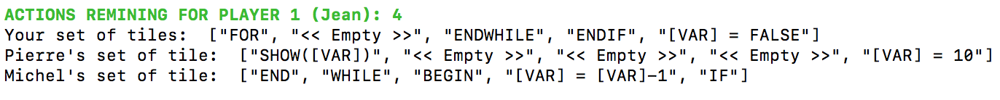 ACTIONS REMINING FOR PLAYER 1 (Jean): 4
Your set of tiles:  ["FOR", "<< Empty >>", "ENDWHILE", "ENDIF", "[VAR] = FALSE"]
Pierre's set of tile:  ["SHOW([VAR])", "<< Empty >>", "<< Empty >>", "<< Empty >>", "[VAR] = 10"]
Michel's set of tile:  ["END", "WHILE", "BEGIN", "[VAR] = [VAR]-1", "IF"]